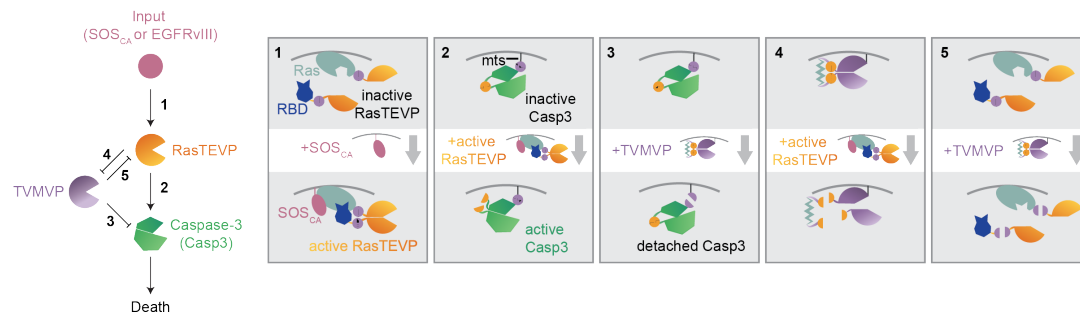 Input
(SOSCA or EGFRvIII)
1
RasTEVP
4
5
TVMVP
2
3
Caspase-3
(Casp3)
Death
1
Ras
RBD
inactive
RasTEVP
+SOSCA
SOSCA
active RasTEVP
2
mts
inactive
Casp3
+active
RasTEVP
active
Casp3
3
+TVMVP
detached Casp3
4
+active
RasTEVP
5
+TVMVP